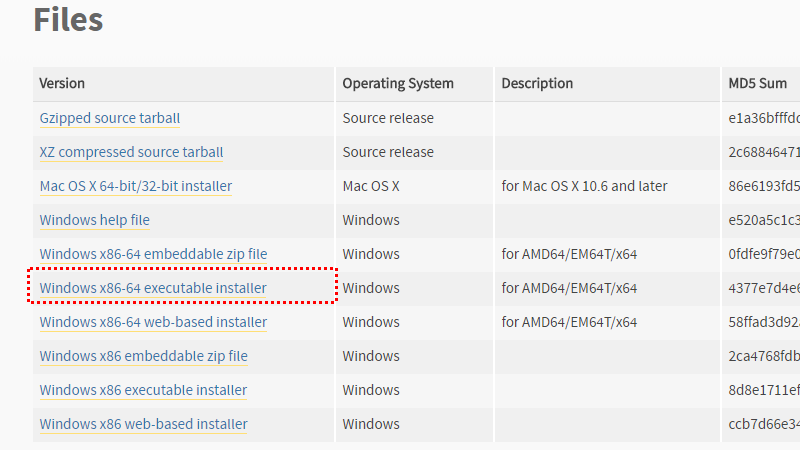 Files
Version Operating System Description MD5 Sum
Gzipped source tarball Source release e1a36bfffdd
XZ compressed source tarball Source release 2c68846471
Mac OS X 64-bit/32-bit installer Mac OS X for Mac OS X 10.6 and later 86e6193fd5
Windows help file Windows e520a5c1c3
Windows x86-64 embeddable zip file Windows for AMD64/EM64T/x64 0fdfe9f79e0
Windows x86-64 executable installer Windows for AMD64/EM64T/x64 4377e7d4e6
Windows x86-64 web-based installer Windows for AMD64/EM64T/x64 58ffad3d92
Windows x86 embeddable zip file Windows 2ca4768fdb
Windows x86 executable installer Windows 8d8e1711ef
Windows x86 web-based installer Windows ccb7d66e34